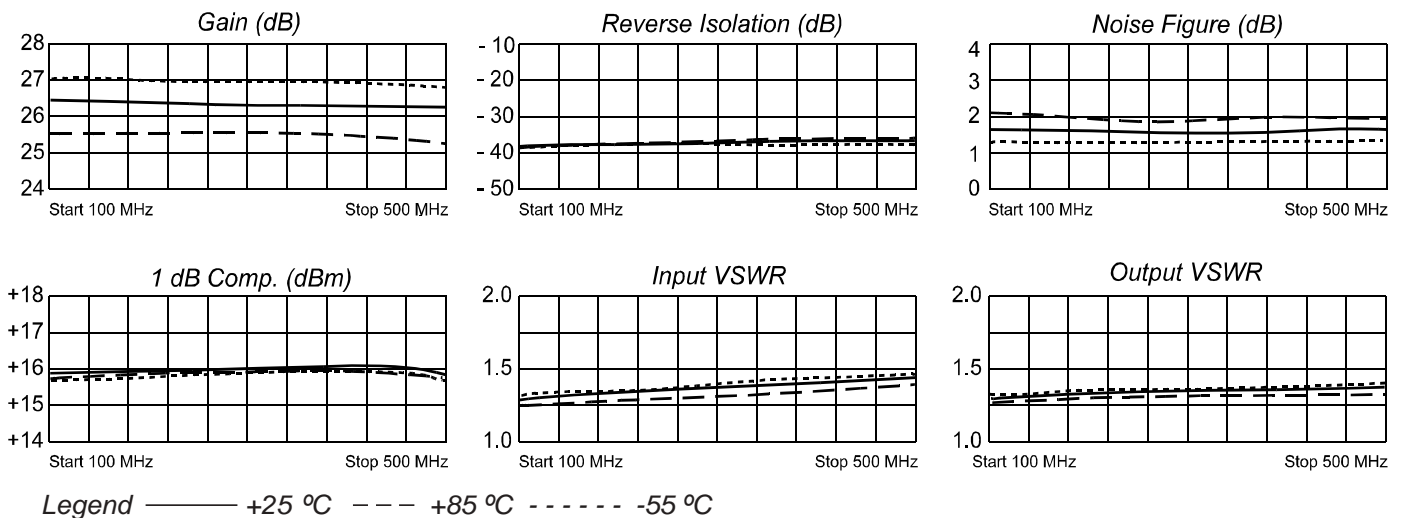 Gain (dB)
28
27
26
25
24
Start 100 MHz Stop 500 MHz
Reverse Isolation (dB)
- 10
- 20
- 30
- 40
- 50
Start 100 MHz Stop 500 MHz
Noise Figure (dB)
4
3
2
1
0
Start 100 MHz Stop 500 MHz
1 dB Comp. (dBm)
+18
+17
+16
+15
+14
Start 100 MHz Stop 500 MHz
Input VSWR
2.0
1.5
1.0
Start 100 MHz Stop 500 MHz
Output VSWR
2.0
1.5
1.0
Start 100 MHz Stop 500 MHz
Legend +25 ºC +85 ºC -55 ºC